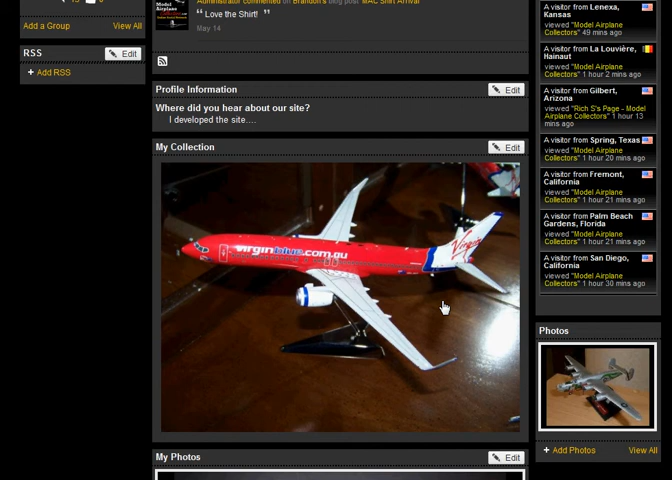 Add a Group
View All
RSS
Edit
Add RSS
Administrator commented on Brandon's blog post 'MAC Shirt Arrival'
“ Love the Shirt! ”
May 14
Profile Information
Edit
Where did you hear about our site?
I developed the site....
My Collection
Edit
virginblue.com.au
Virgin
My Photos
Edit
A visitor from Lenexa,
Kansas
viewed "Model Airplane
Collectors" 49 mins ago
A visitor from La Louvière,
Hainaut
viewed "Model Airplane
Collectors" 1 hour 2 mins ago
A visitor from Gilbert,
Arizona
viewed "Rich S's Page - Model
Airplane Collectors" 1 hour 13
mins ago
A visitor from Spring, Texas
viewed "Model Airplane
Collectors" 1 hour 20 mins ago
A visitor from Fremont,
California
viewed "Model Airplane
Collectors" 1 hour 21 mins ago
A visitor from Palm Beach
Gardens, Florida
viewed "Model Airplane
Collectors" 1 hour 21 mins ago
A visitor from San Diego,
California
viewed "Model Airplane
Collectors" 1 hour 30 mins ago
Photos
Add Photos
View All